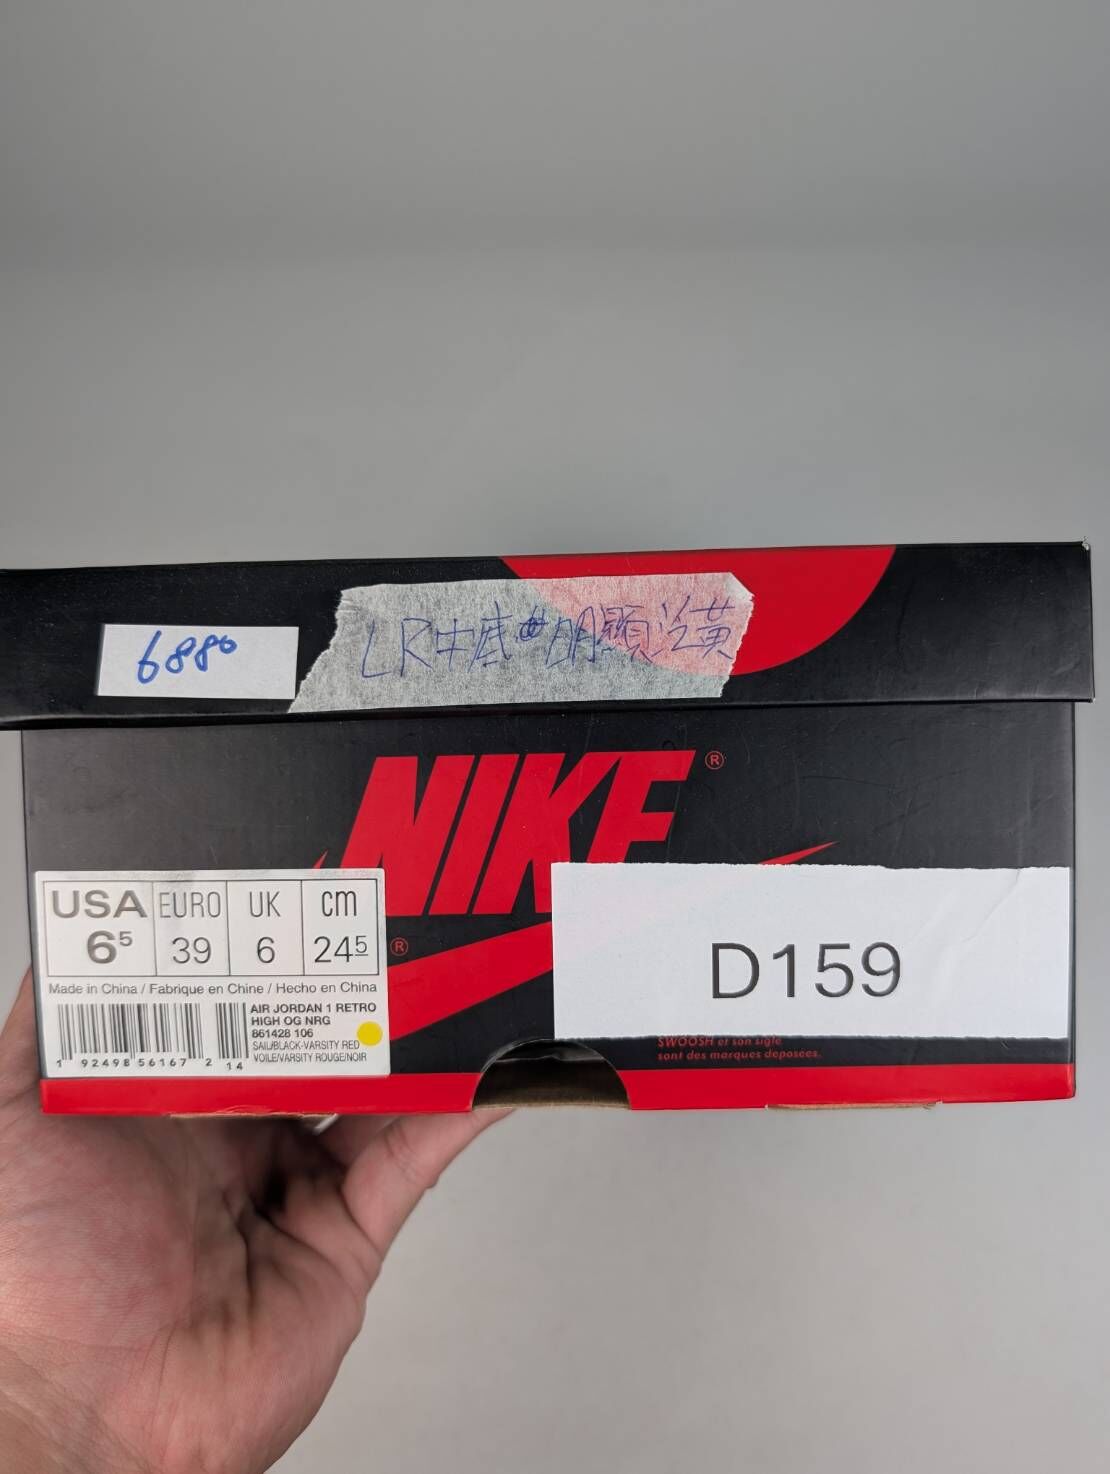 6880
LR中底 明顯泛黃
NIKE®
®
USA EURO UK cm
6⁵ 39 6 24⁵
Made in China / Fabrique en Chine / Hecho en China
AIR JORDAN 1 RETRO
HIGH OG NRG
861428 106
SAIL/BLACK-VARSITY RED
VOILE/VARSITY ROUGE/NOIR
1 92498 56167 2 14
D159
SWOOSH et son sigle
sont des marques deposees.